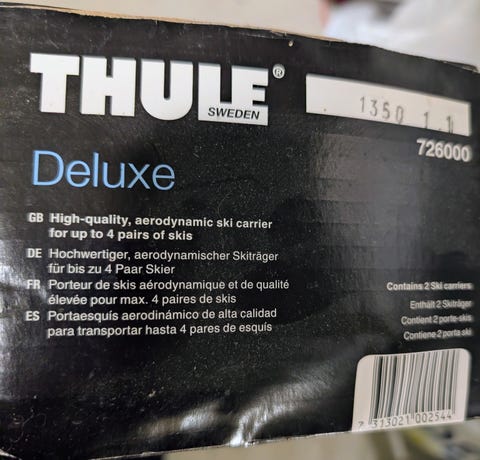 THULE®
SWEDEN
1350 1 1
726000
Deluxe
GB High-quality, aerodynamic ski carrier
for up to 4 pairs of skis
DE Hochwertiger, aerodynamischer Skiträger
für bis zu 4 Paar Skier
FR Porteur de skis aérodynamique et de qualité
élevée pour max. 4 paires de skis
ES Portaesquís aerodinámico de alta calidad
para transportar hasta 4 pares de esquís
Contains 2 Ski carriers
Enthält 2 Skiträger
Contient 2 porte-skis
Contiene 2 porta ski
7 313021 002544